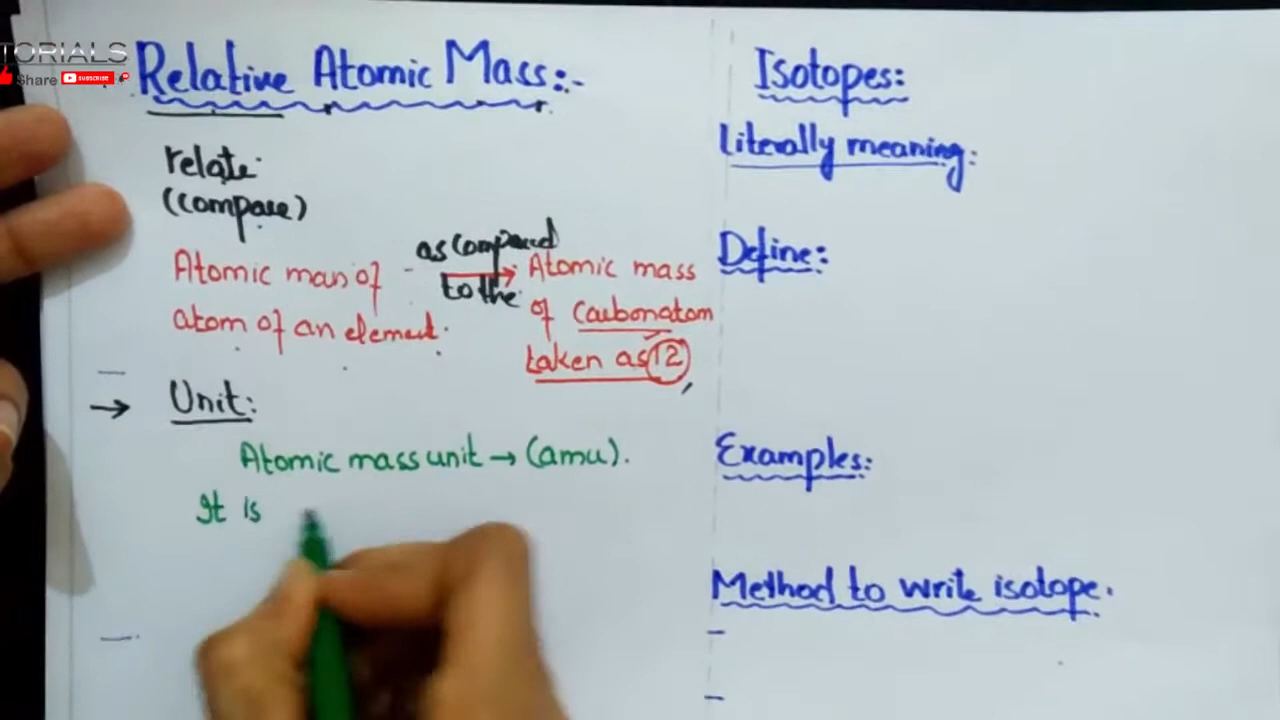 TORIALS
Share SUBSCRIBE
Relative Atomic Mass:-
relate
(compare)
Atomic mass of
atom of an element.
as compared
to the
Atomic mass
of Carbon atom
taken as 12
→ Unit:
Atomic mass unit → (amu).
It is
Isotopes:
Literally meaning:
Define:
Examples:
Method to write isotope.